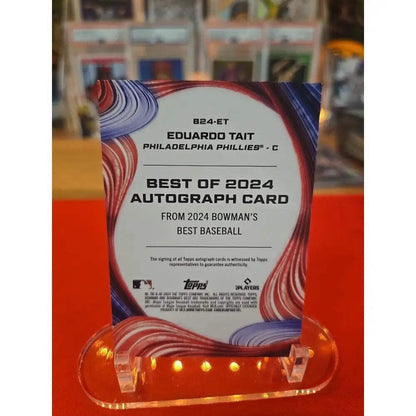 B24-ET
EDUARDO TAIT
PHILADELPHIA PHILLIES® - C
BEST OF 2024
AUTOGRAPH CARD
FROM 2024 BOWMAN'S
BEST BASEBALL
The signing of all Topps autograph cards is witnessed by Topps
representatives to guarantee authenticity.
Topps
PLAYERS